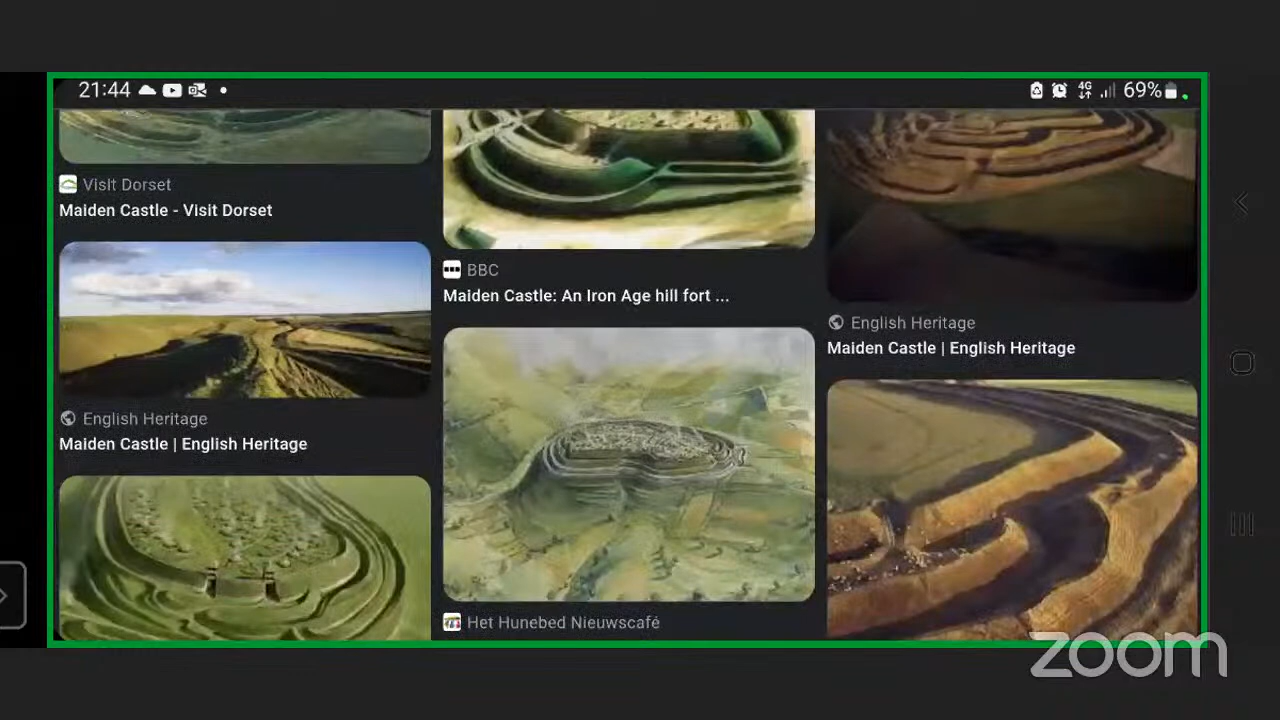 21:44
4G
69%
Visit Dorset
Maiden Castle - Visit Dorset
BBC
Maiden Castle: An Iron Age hill fort ...
English Heritage
Maiden Castle | English Heritage
English Heritage
Maiden Castle | English Heritage
Het Hunebed Nieuwscafé
zoom